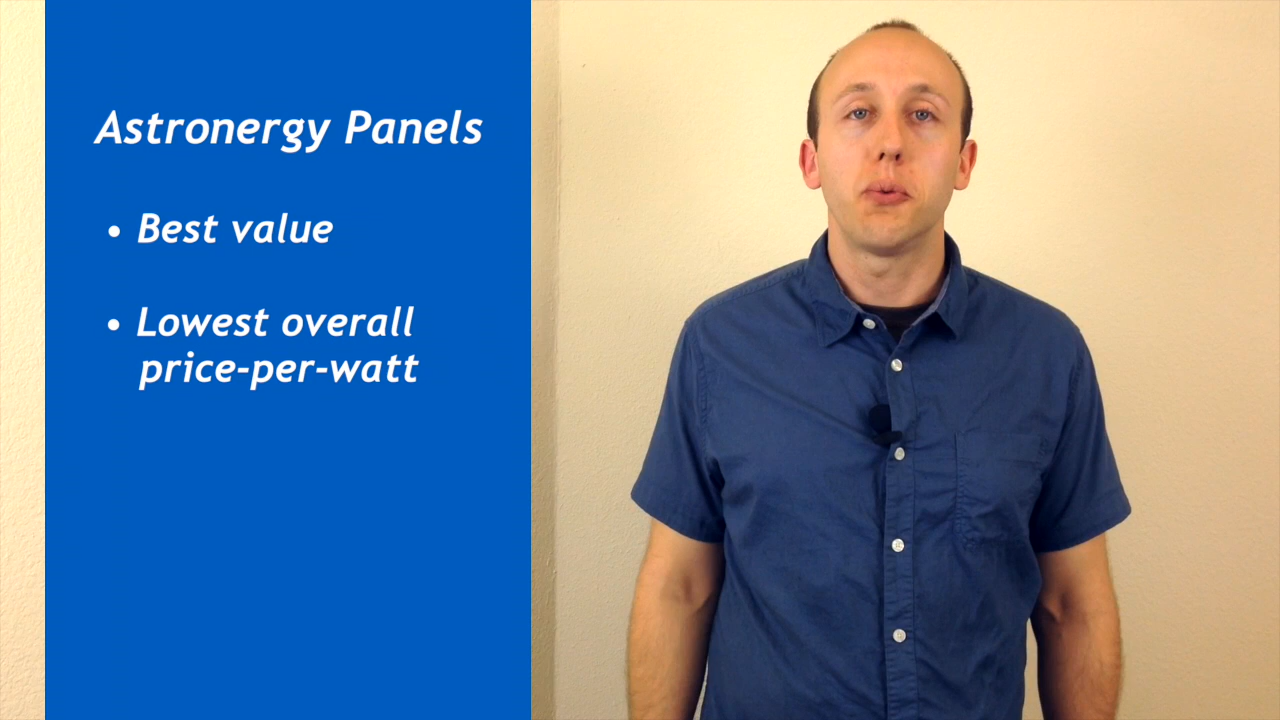 Astronergy Panels
• Best value
• Lowest overall
price-per-watt